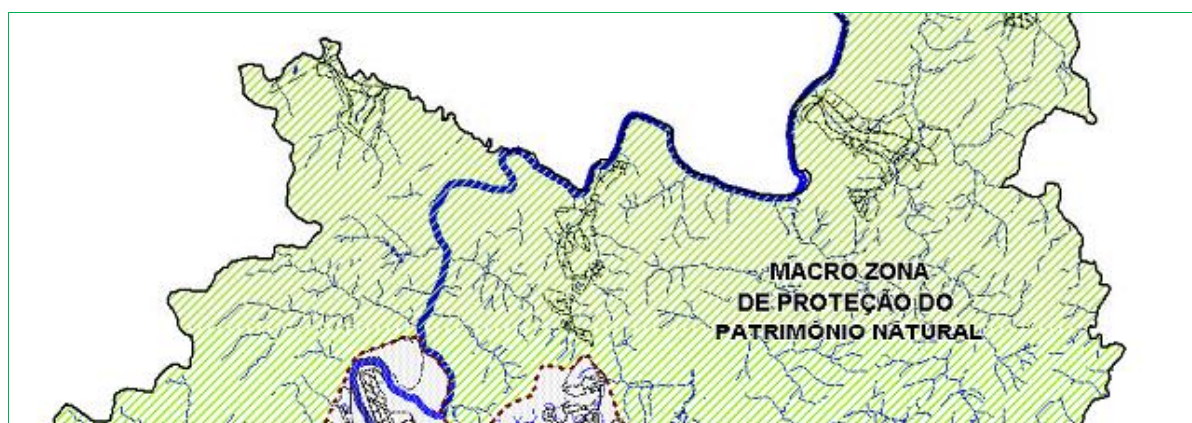 MACRO ZONA
DE PROTEÇÃO DO
PATRIMÔNIO NATURAL